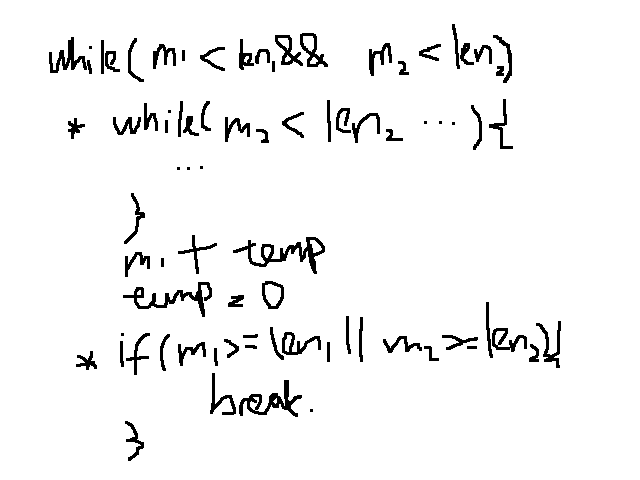 while(m₁ < len₁ && m₂ < len₂)
* while(m₂ < len₂ ...){
...
}
m₁ + temp
temp = 0
* if(m₁ >= len₁ || m₂ >= len₂){
break.
}